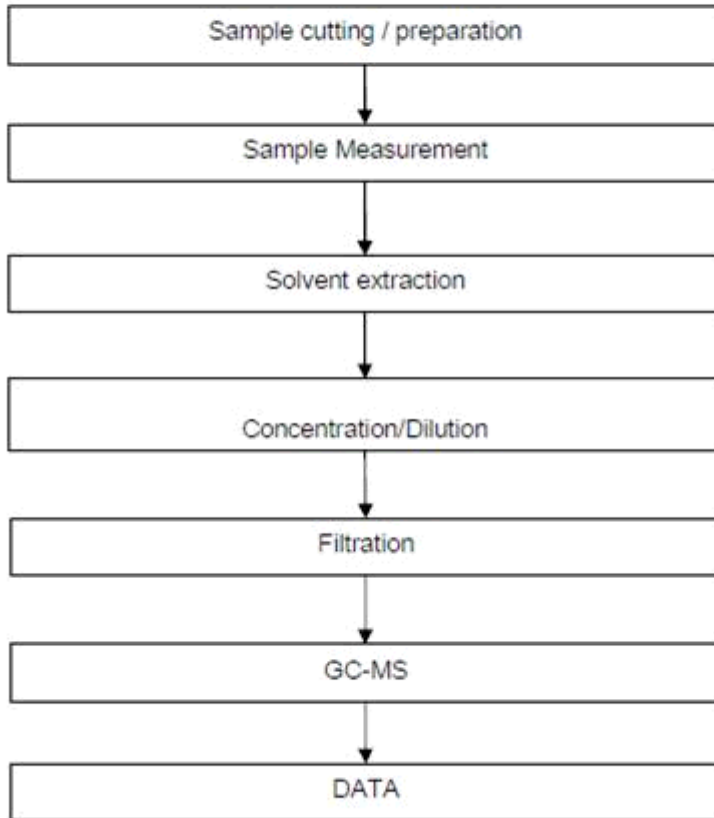 Sample cutting / preparation
Sample Measurement
Solvent extraction
Concentration/Dilution
Filtration
GC-MS
DATA